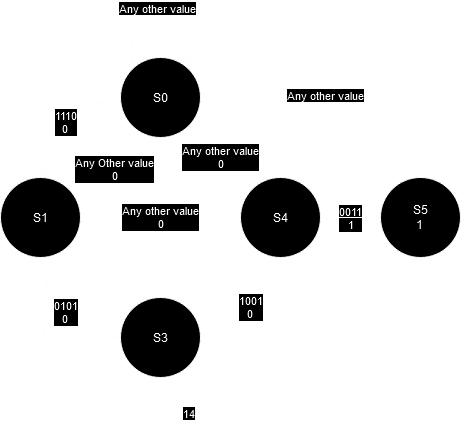 Any other value
S0
Any other value
1110
0
Any other value
0
Any Other value
0
S1
Any other value
0
S4
0011
1
S5
1
0101
0
1001
0
S3
14